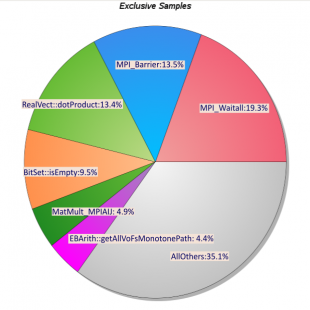 Exclusive Samples
MPI_Barrier:13.5%
MPI_Waitall:19.3%
RealVect::dotProduct:13.4%
BitSet::isEmpty:9.5%
MatMult_MPIAIJ: 4.9%
EBArith::getAllVoFsMonotonePath: 4.4%
AllOthers:35.1%